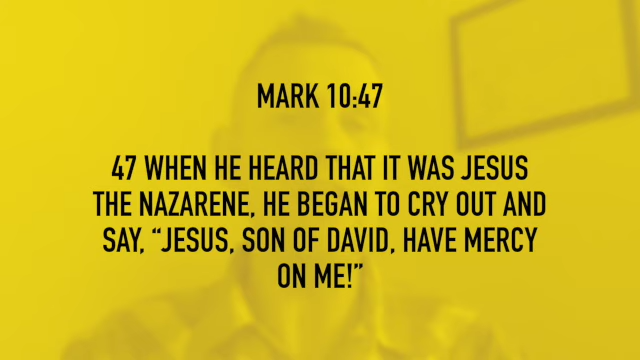 MARK 10:47
47 WHEN HE HEARD THAT IT WAS JESUS
THE NAZARENE, HE BEGAN TO CRY OUT AND
SAY, “JESUS, SON OF DAVID, HAVE MERCY
ON ME!”